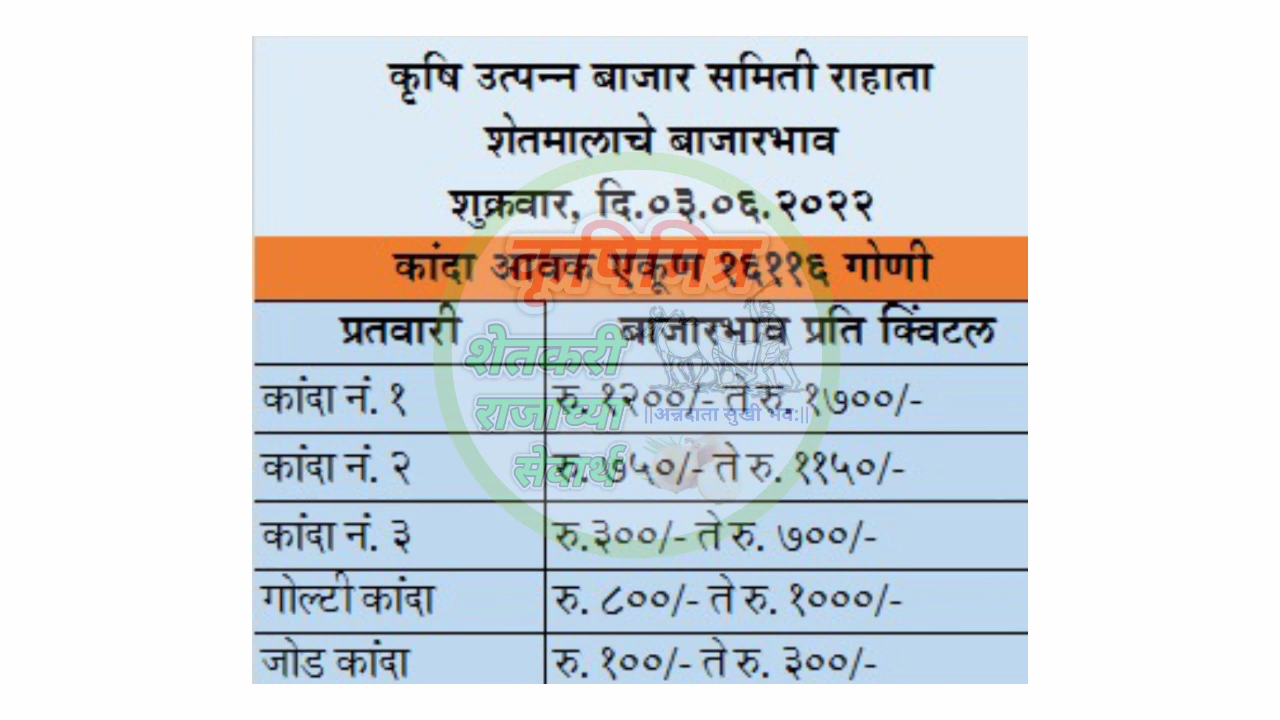 कृषि उत्पन्न बाजार समिती राहाता
शेतमालाचे बाजारभाव
शुक्रवार, दि.०३.०६.२०२२
कांदा आवक एकूण १६११६ गोणी
प्रतवारी बाजारभाव प्रति क्विंटल
कांदा नं. १ रु. १२००/- ते रु. १७००/-
कांदा नं. २ रु. ७५०/- ते रु. ११५०/-
कांदा नं. ३ रु.३००/- ते रु. ७००/-
गोल्टी कांदा रु. ८००/- ते रु. १०००/-
जोड कांदा रु. १००/- ते रु. ३००/-
कृषिमित्र
शेतकरी
राजाच्या
सेवार्थ
||अन्नदाता सुखी भवः||